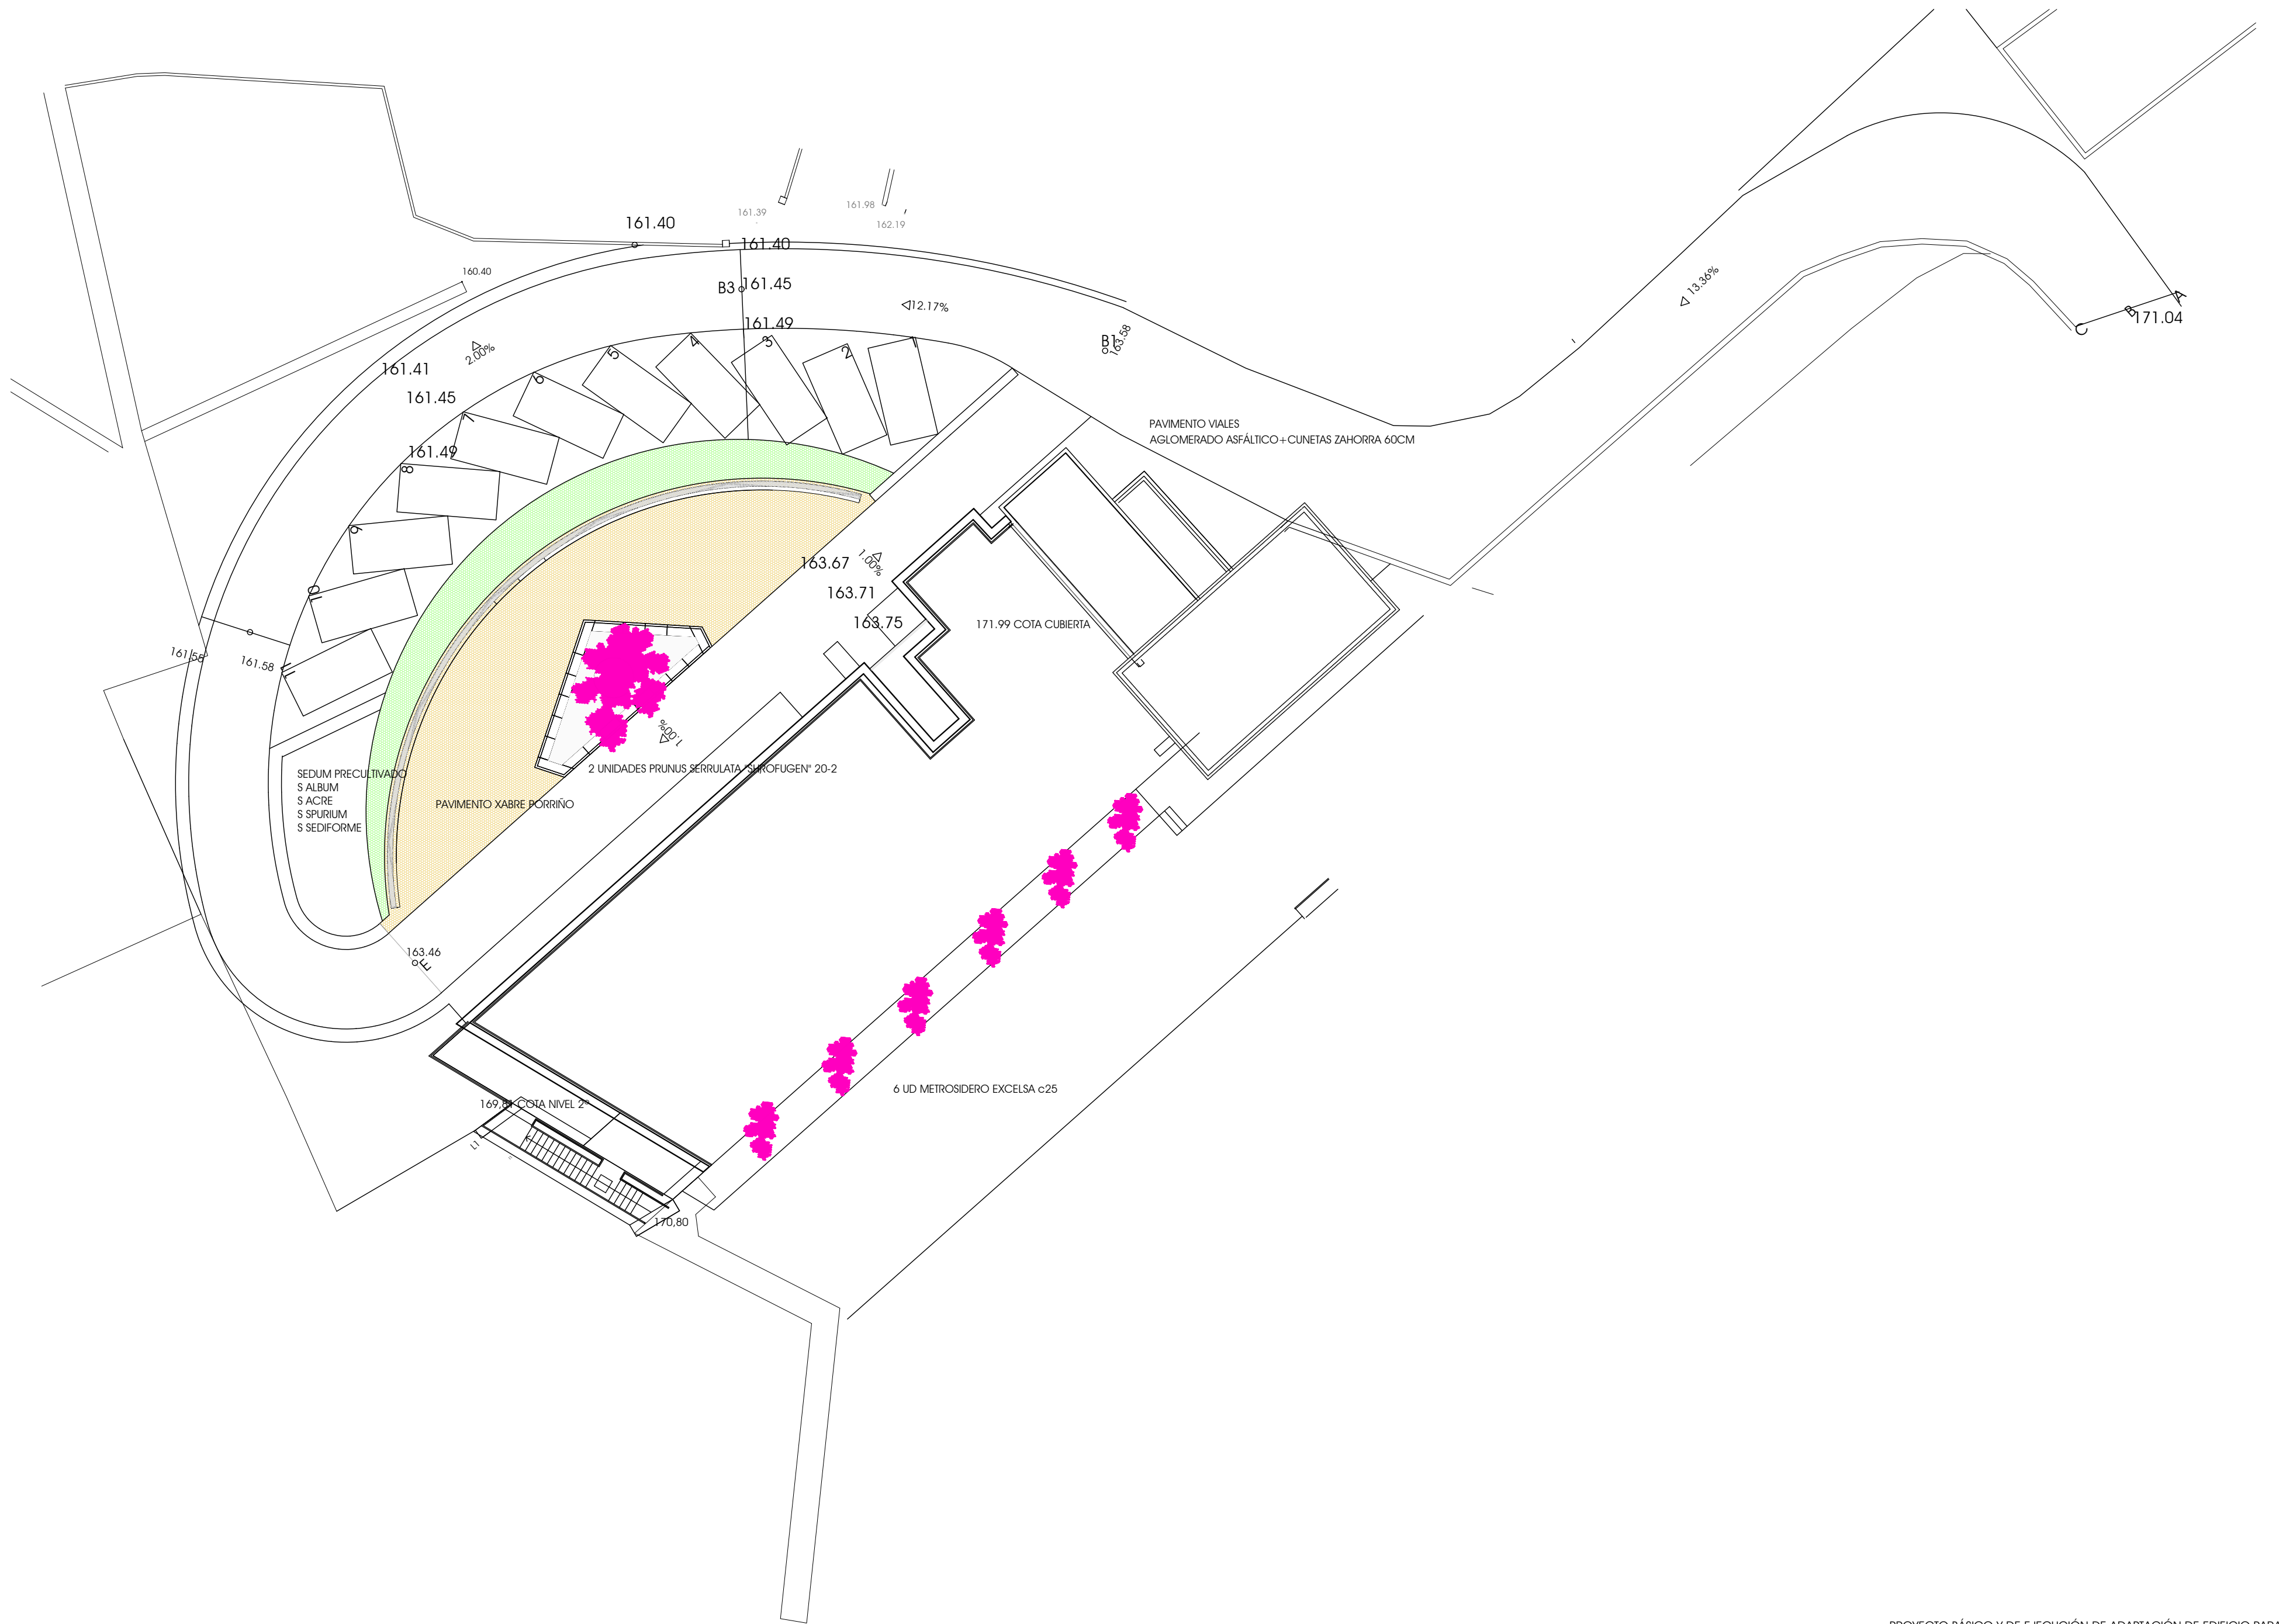 161.40
161.39
161.98
162.19
161.40
160.40
B3
161.45
161.49
12.17%
2.00%
B1
163.58
13.36%
A
B
C
171.04
161.41
161.45
161.49
1
2
3
4
5
6
7
8
9
10
11
PAVIMENTO VIALES
AGLOMERADO ASFÁLTICO+CUNETAS ZAHORRA 60CM
163.67
1.00%
163.71
163.75
171.99 COTA CUBIERTA
161.58
161.58
1.00%
2 UNIDADES PRUNUS SERRULATA "SHROFUGEN" 20-2
SEDUM PRECULTIVADO
S ALBUM
S ACRE
S SPURIUM
S SEDIFORME
PAVIMENTO XABRE PORRIÑO
163.46
E
6 UD METROSIDERO EXCELSA c25
169,81 COTA NIVEL 2º
L1
170,80